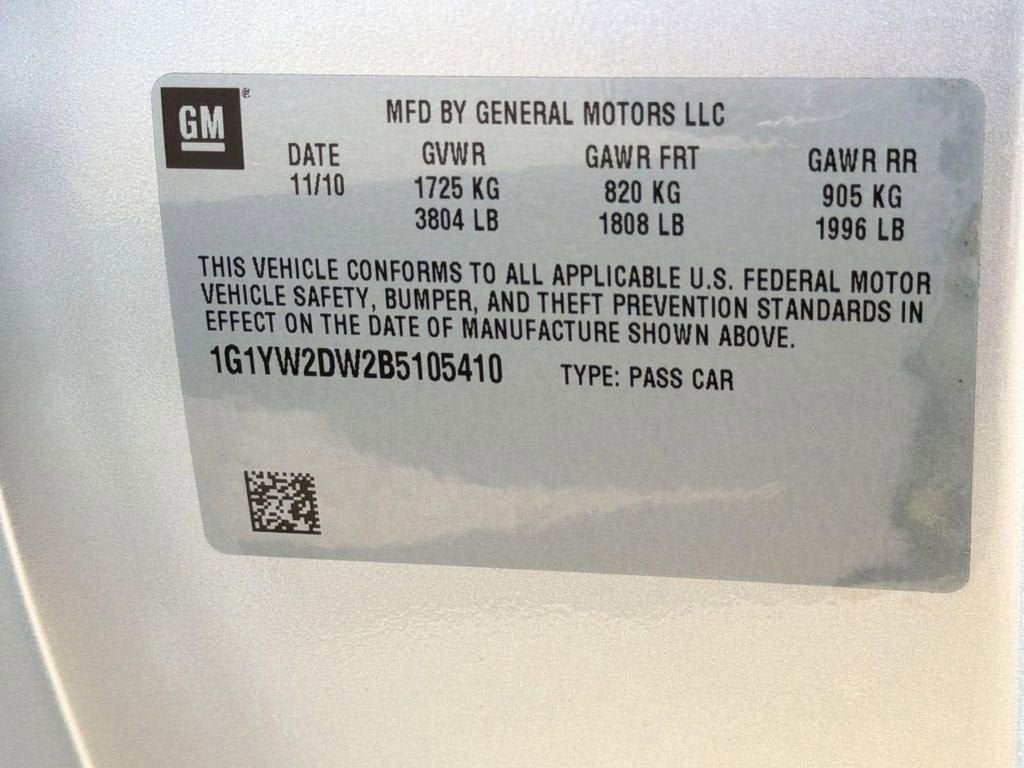 GM ®
MFD BY GENERAL MOTORS LLC
DATE GVWR GAWR FRT GAWR RR
11/10 1725 KG 820 KG 905 KG
3804 LB 1808 LB 1996 LB
THIS VEHICLE CONFORMS TO ALL APPLICABLE U.S. FEDERAL MOTOR
VEHICLE SAFETY, BUMPER, AND THEFT PREVENTION STANDARDS IN
EFFECT ON THE DATE OF MANUFACTURE SHOWN ABOVE.
1G1YW2DW2B5105410 TYPE: PASS CAR